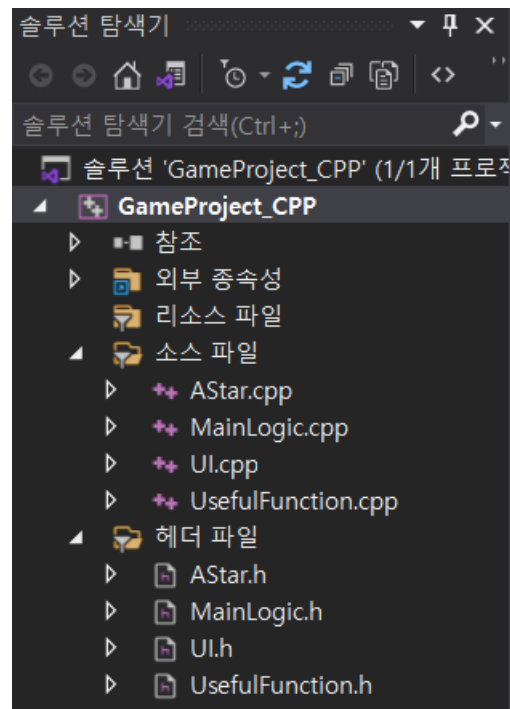 솔루션 탐색기
솔루션 탐색기 검색(Ctrl+;)
솔루션 'GameProject_CPP' (1/1개 프로젝
GameProject_CPP
참조
외부 종속성
리소스 파일
소스 파일
AStar.cpp
MainLogic.cpp
UI.cpp
UsefulFunction.cpp
헤더 파일
AStar.h
MainLogic.h
UI.h
UsefulFunction.h